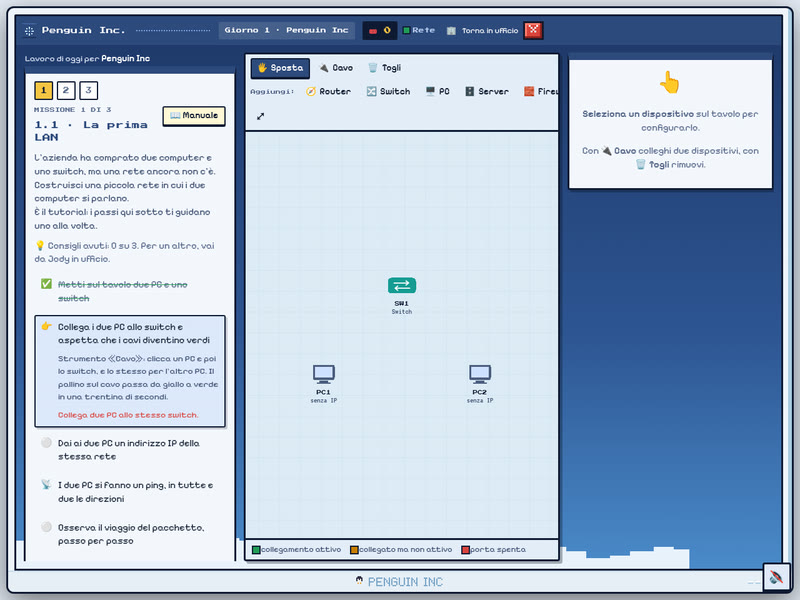 Penguin Inc.
Giorno 1 · Penguin Inc
0
Rete
Torna in ufficio
Lavoro di oggi per Penguin Inc
1 2 3
MISSIONE 1 DI 3
Manuale
1.1 · La prima
LAN
L'azienda ha comprato due computer e
uno switch, ma una rete ancora non c'è.
Costruisci una piccola rete in cui i due
computer si parlano.
È il tutorial: i passi qui sotto ti guidano
uno alla volta.
Consigli avuti: 0 su 3. Per un altro, vai
da Jody in ufficio.
Metti sul tavolo due PC e uno
switch
Collega i due PC allo switch e
aspetta che i cavi diventino verdi
Strumento «Cavo»: clicca un PC e poi
lo switch, e lo stesso per l'altro PC. Il
pallino sul cavo passa da giallo a verde
in una trentina di secondi.
Collega due PC allo stesso switch.
Dai ai due PC un indirizzo IP della
stessa rete
I due PC si fanno un ping, in tutte e
due le direzioni
Osserva il viaggio del pacchetto,
passo per passo
Sposta
Cavo
Togli
Aggiungi:
Router
Switch
PC
Server
Firew
SW1
Switch
PC1
senza IP
PC2
senza IP
collegamento attivo
collegato ma non attivo
porta spenta
Seleziona un dispositivo sul tavolo per
configurarlo.
Con Cavo colleghi due dispositivi, con
Togli rimuovi.
PENGUIN INC